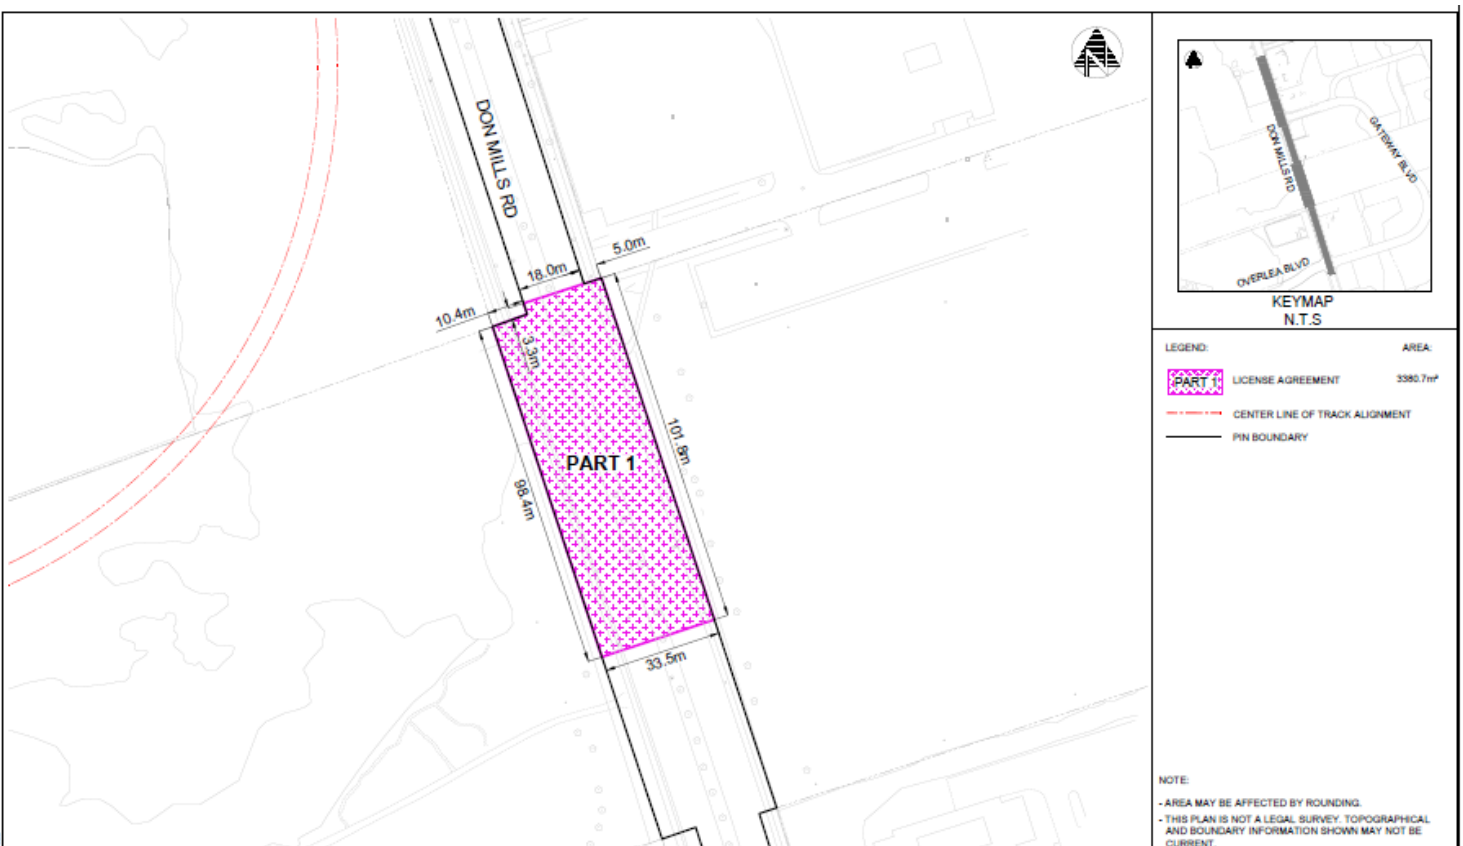 N
DON MILLS RD
5.0m
18.0m
10.4m
3.3m
101.8m
PART 1
98.4m
33.5m
DON MILLS RD
GATEWAY BLVD
OVERLEA BLVD
KEYMAP
N.T.S
LEGEND: AREA:
PART 1 LICENSE AGREEMENT 3380.7m²
CENTER LINE OF TRACK ALIGNMENT
PIN BOUNDARY
NOTE:
- AREA MAY BE AFFECTED BY ROUNDING.
- THIS PLAN IS NOT A LEGAL SURVEY. TOPOGRAPHICAL
AND BOUNDARY INFORMATION SHOWN MAY NOT BE
CURRENT.